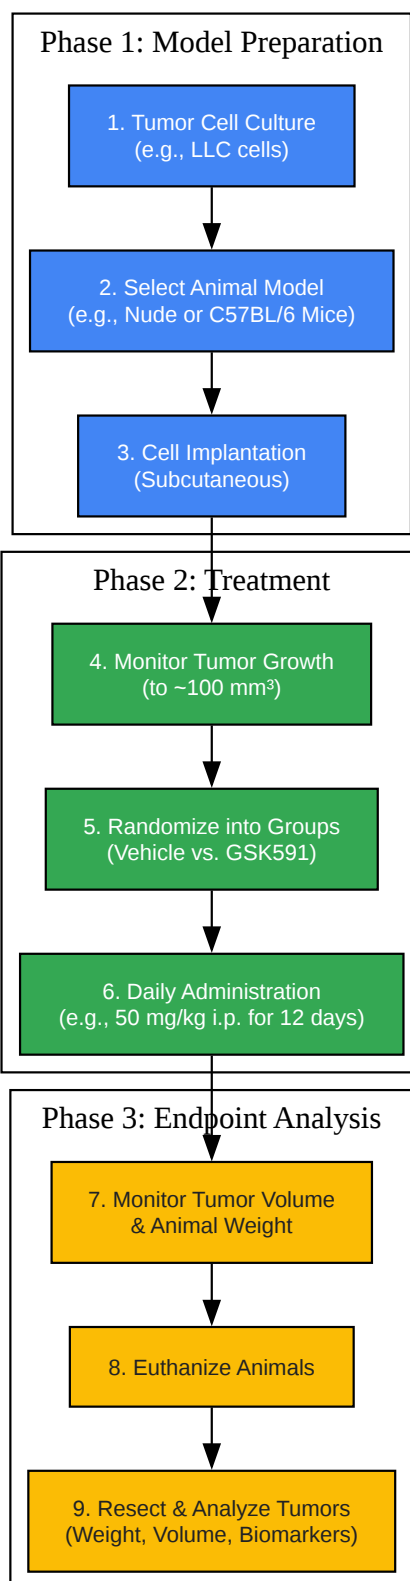 Phase 1: Model Preparation
1. Tumor Cell Culture
(e.g., LLC cells)
2. Select Animal Model
(e.g., Nude or C57BL/6 Mice)
3. Cell Implantation
(Subcutaneous)
Phase 2: Treatment
4. Monitor Tumor Growth
(to ~100 mm³)
5. Randomize into Groups
(Vehicle vs. GSK591)
6. Daily Administration
(e.g., 50 mg/kg i.p. for 12 days)
Phase 3: Endpoint Analysis
7. Monitor Tumor Volume
& Animal Weight
8. Euthanize Animals
9. Resect & Analyze Tumors
(Weight, Volume, Biomarkers)